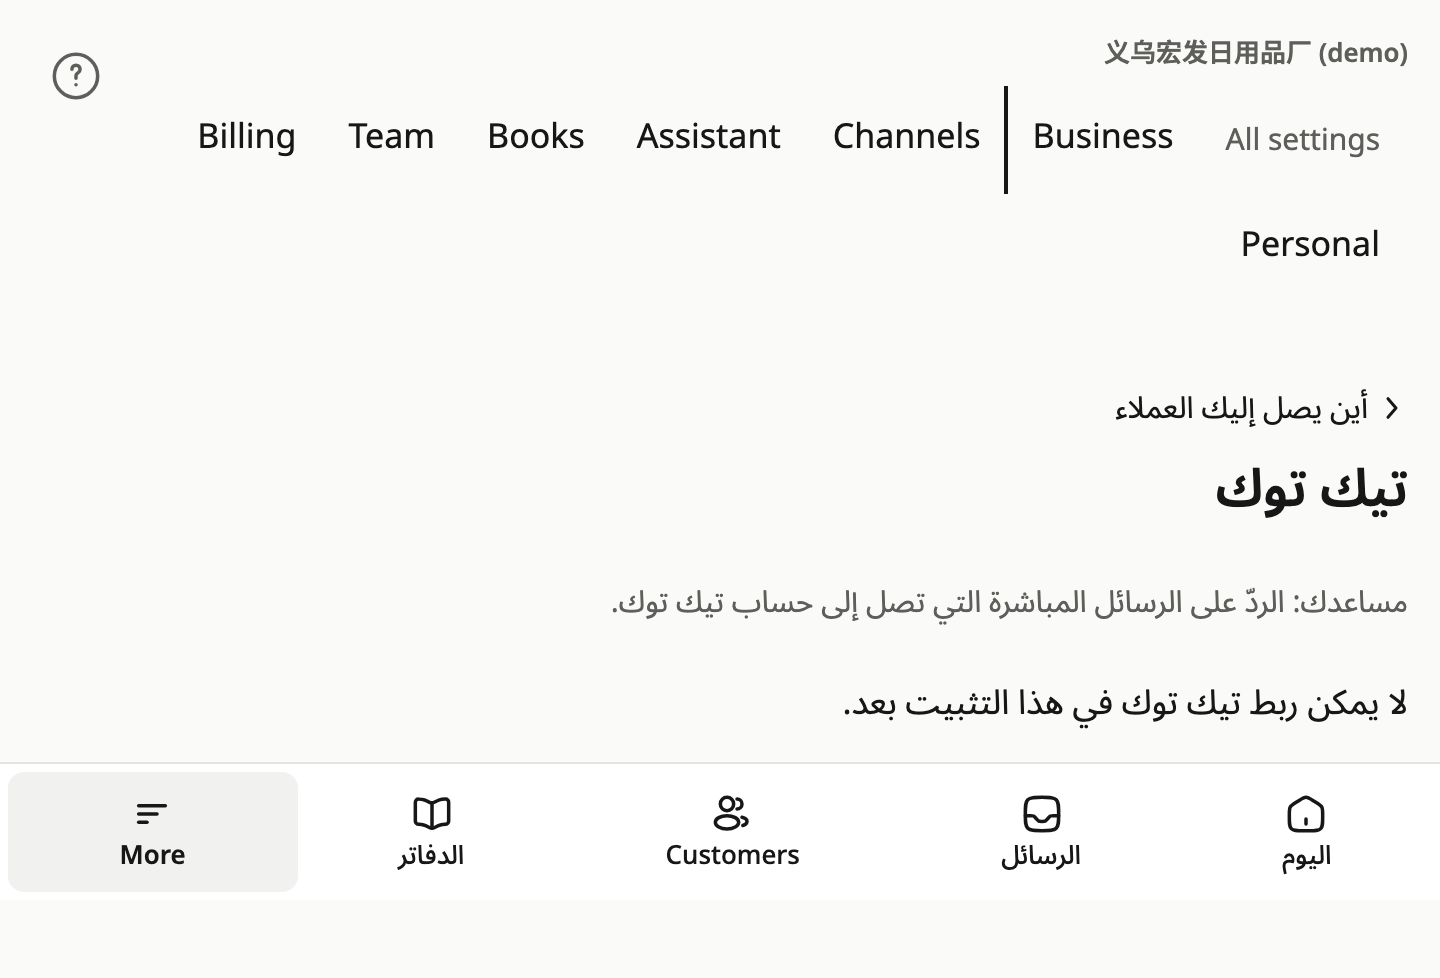 义乌宏发日用品厂 (demo)
All settings Business Channels Assistant Books Team Billing
Personal
أين يصل إليك العملاء
تيك توك
مساعدك: الردّ على الرسائل المباشرة التي تصل إلى حساب تيك توك.
لا يمكن ربط تيك توك في هذا التثبيت بعد.
اليوم الرسائل Customers الدفاتر More